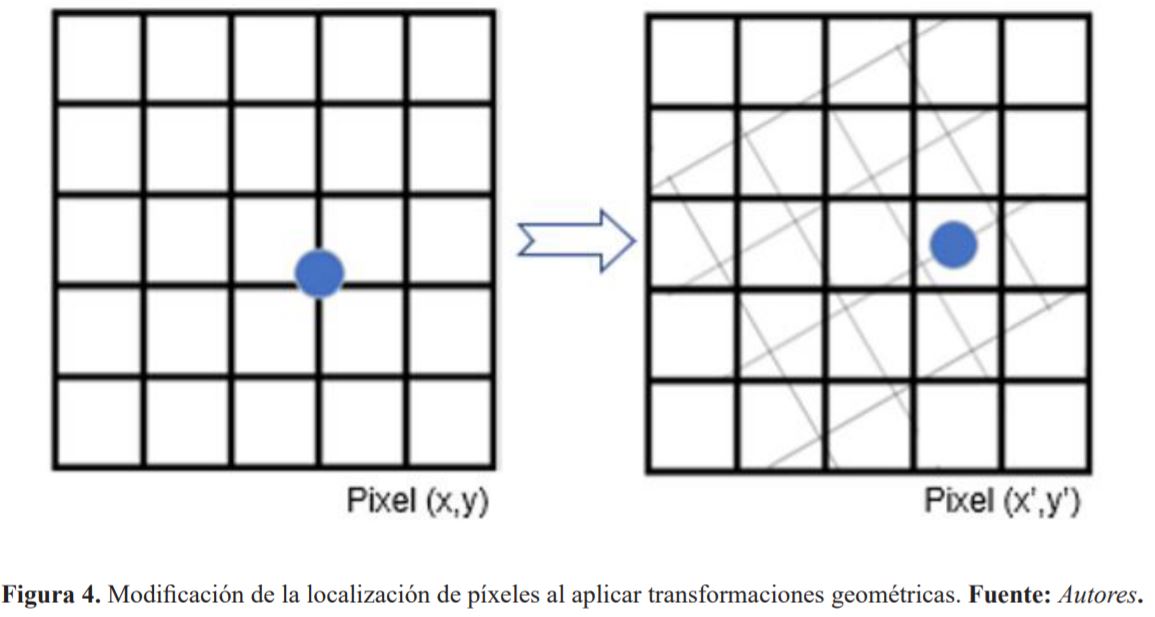 Pixel (x,y)
Pixel (x',y')
Figura 4. Modificación de la localización de píxeles al aplicar transformaciones geométricas. Fuente: Autores.